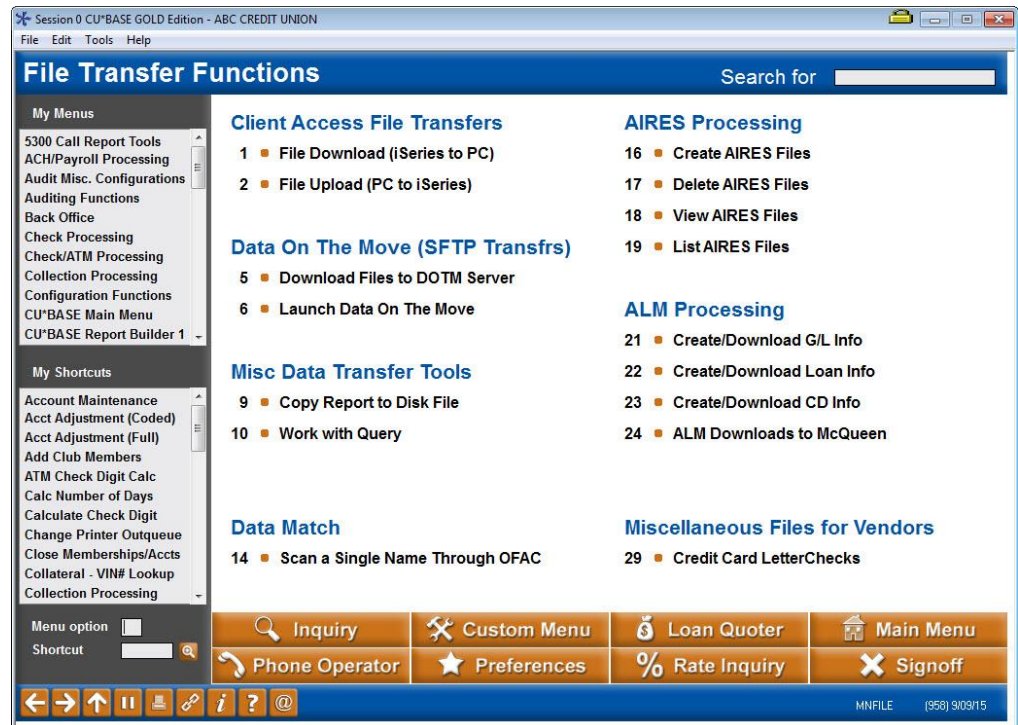 Session 0 CU*BASE GOLD Edition - ABC CREDIT UNION
File Edit Tools Help
File Transfer Functions
Search for
My Menus
5300 Call Report Tools
ACH/Payroll Processing
Audit Misc. Configurations
Auditing Functions
Back Office
Check Processing
Check/ATM Processing
Collection Processing
Configuration Functions
CU*BASE Main Menu
CU*BASE Report Builder 1
My Shortcuts
Account Maintenance
Acct Adjustment (Coded)
Acct Adjustment (Full)
Add Club Members
ATM Check Digit Calc
Calc Number of Days
Calculate Check Digit
Change Printer Outqueue
Close Memberships/Accts
Collateral - VIN# Lookup
Collection Processing
Menu option
Shortcut
Client Access File Transfers
1 File Download (iSeries to PC)
2 File Upload (PC to iSeries)
Data On The Move (SFTP Transfrs)
5 Download Files to DOTM Server
6 Launch Data On The Move
Misc Data Transfer Tools
9 Copy Report to Disk File
10 Work with Query
Data Match
14 Scan a Single Name Through OFAC
AIRES Processing
16 Create AIRES Files
17 Delete AIRES Files
18 View AIRES Files
19 List AIRES Files
ALM Processing
21 Create/Download G/L Info
22 Create/Download Loan Info
23 Create/Download CD Info
24 ALM Downloads to McQueen
Miscellaneous Files for Vendors
29 Credit Card LetterChecks
Inquiry Custom Menu Loan Quoter Main Menu
Phone Operator Preferences Rate Inquiry Signoff
MNFILE (958) 9/09/15